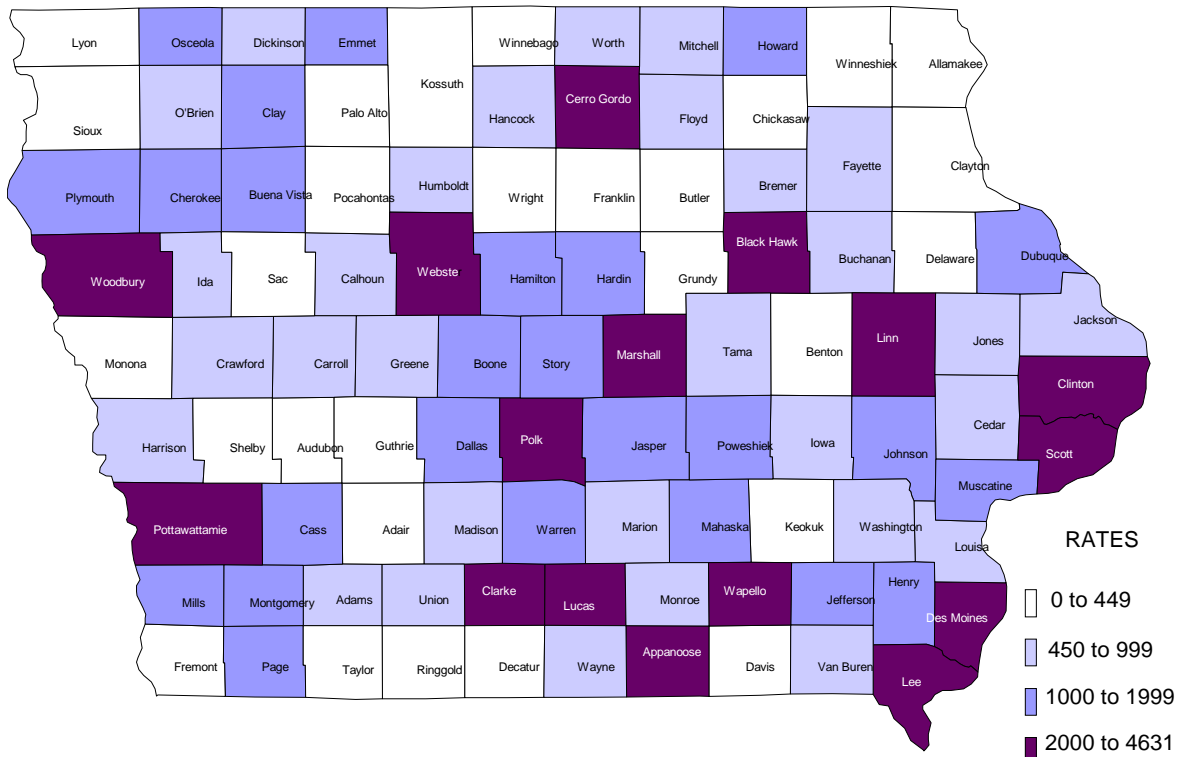 Lyon
Osceola
Dickinson
Emmet
Kossuth
Winnebago
Worth
Mitchell
Howard
Winneshiek
Allamakee
Sioux
O'Brien
Clay
Palo Alto
Hancock
Cerro Gordo
Floyd
Chickasaw
Fayette
Clayton
Plymouth
Cherokee
Buena Vista
Pocahontas
Humboldt
Wright
Franklin
Butler
Bremer
Woodbury
Ida
Sac
Calhoun
Webste
Hamilton
Hardin
Grundy
Black Hawk
Buchanan
Delaware
Dubuque
Monona
Crawford
Carroll
Greene
Boone
Story
Marshall
Tama
Benton
Linn
Jones
Jackson
Clinton
Harrison
Shelby
Audubon
Guthrie
Dallas
Polk
Jasper
Poweshiek
Iowa
Johnson
Cedar
Scott
Muscatine
Pottawattamie
Cass
Adair
Madison
Warren
Marion
Mahaska
Keokuk
Washington
Louisa
Mills
Montgomery
Adams
Union
Clarke
Lucas
Monroe
Wapello
Jefferson
Henry
Des Moines
Fremont
Page
Taylor
Ringgold
Decatur
Wayne
Appanoose
Davis
Van Buren
Lee
RATES
0 to 449
450 to 999
1000 to 1999
2000 to 4631